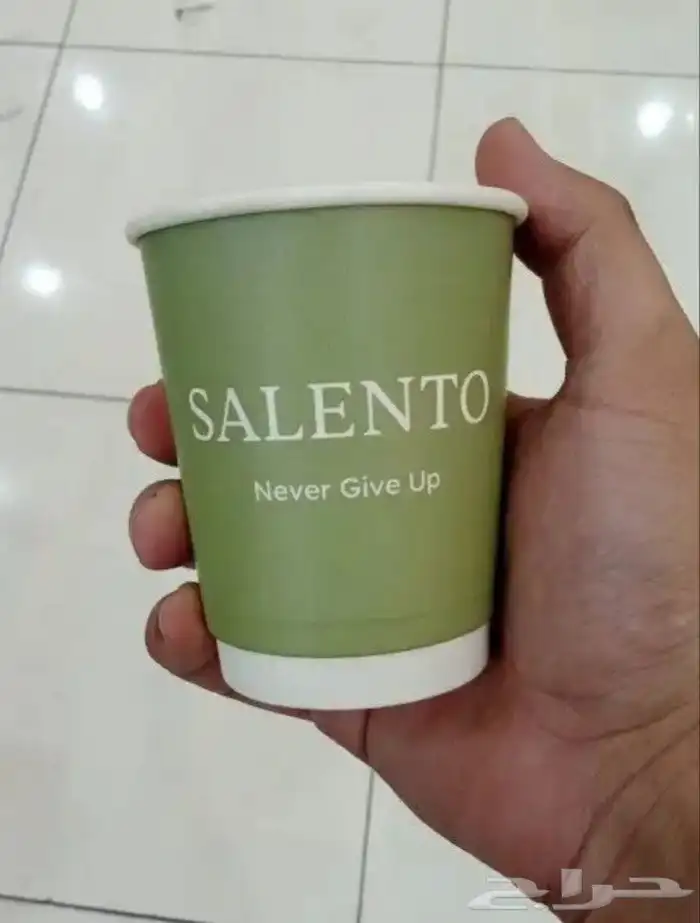 SALENTO
Never Give Up
حراج